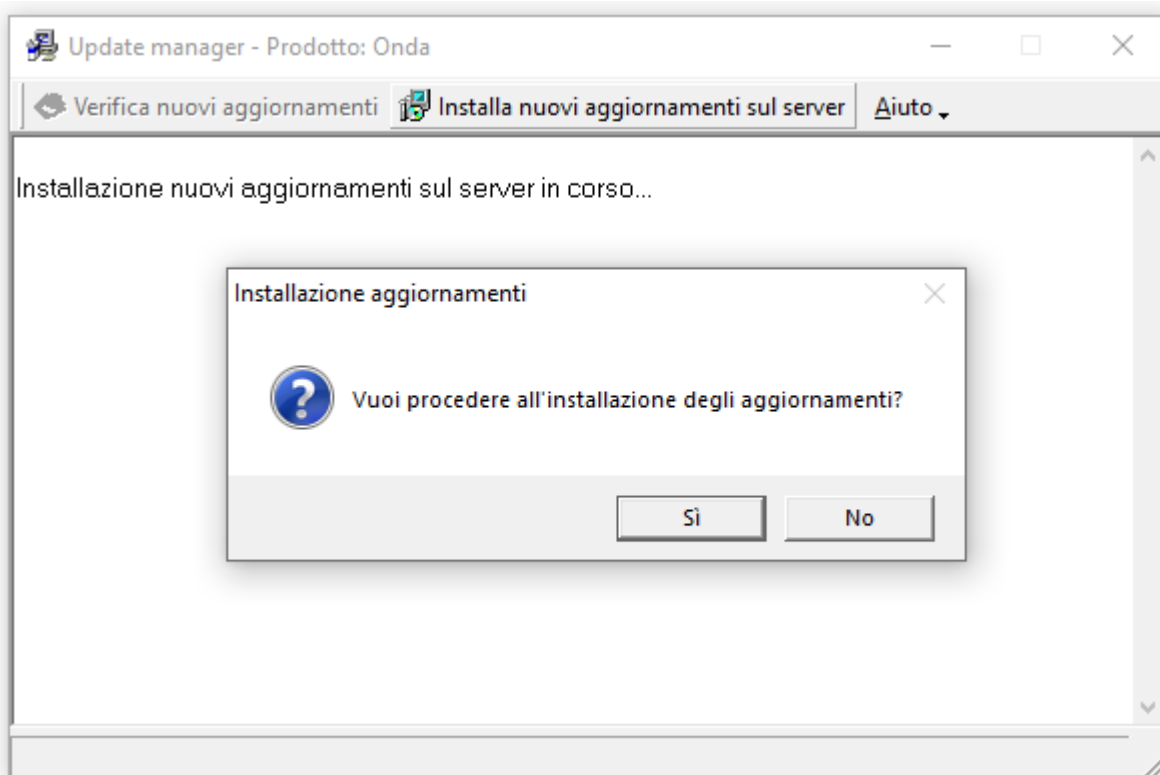 Update manager - Prodotto: Onda
Verifica nuovi aggiornamenti Installa nuovi aggiornamenti sul server Aiuto
Installazione nuovi aggiornamenti sul server in corso...
Installazione aggiornamenti
Vuoi procedere all'installazione degli aggiornamenti?
Sì No